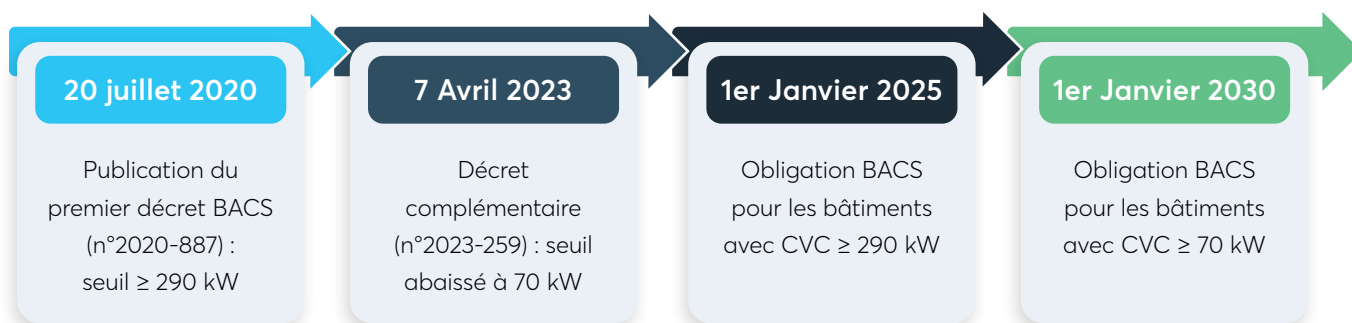 20 juillet 2020
Publication du
premier décret BACS
(n°2020-887) :
seuil ≥ 290 kW
7 Avril 2023
Décret
complémentaire
(n°2023-259) : seuil
abaissé à 70 kW
1er Janvier 2025
Obligation BACS
pour les bâtiments
avec CVC ≥ 290 kW
1er Janvier 2030
Obligation BACS
pour les bâtiments
avec CVC ≥ 70 kW